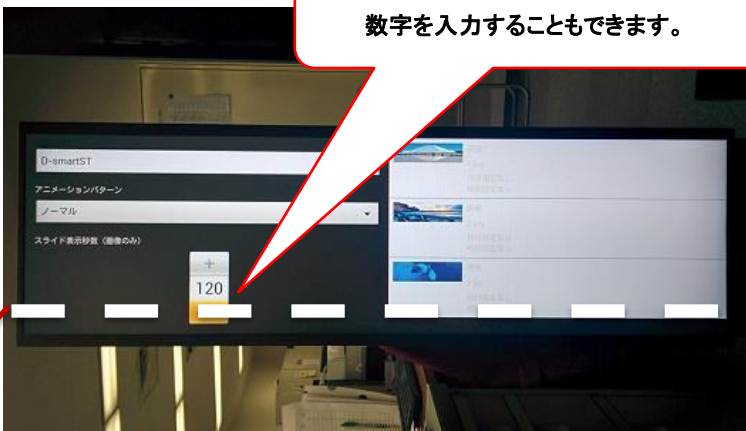 数字を入力することもできます。
D-smartST
アニメーションパターン
ノーマル
スライド表示秒数（画像のみ）
+
120